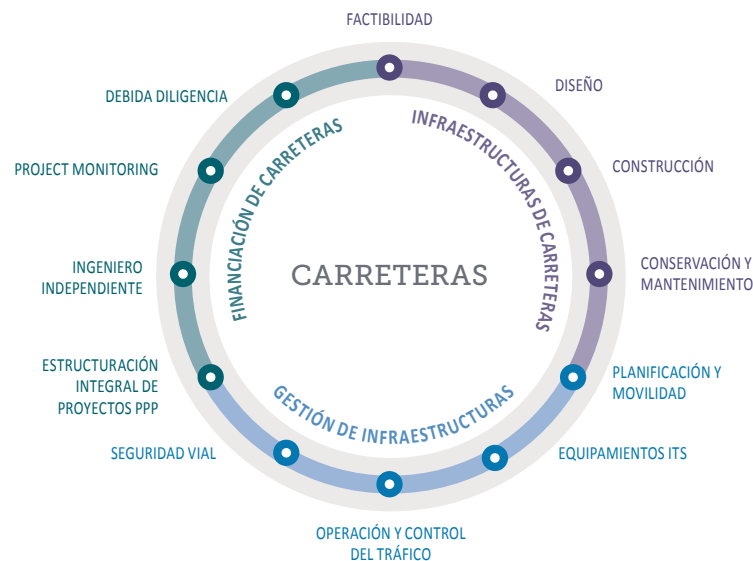 FACTIBILIDAD
DISEÑO
CONSTRUCCIÓN
CONSERVACIÓN Y
MANTENIMIENTO
PLANIFICACIÓN Y
MOVILIDAD
EQUIPAMIENTOS ITS
OPERACIÓN Y CONTROL
DEL TRÁFICO
SEGURIDAD VIAL
ESTRUCTURACIÓN
INTEGRAL DE
PROYECTOS PPP
INGENIERO
INDEPENDIENTE
PROJECT MONITORING
DEBIDA DILIGENCIA
FINANCIACIÓN DE CARRETERAS
INFRAESTRUCTURAS DE CARRETERAS
GESTIÓN DE INFRAESTRUCTURAS
CARRETERAS